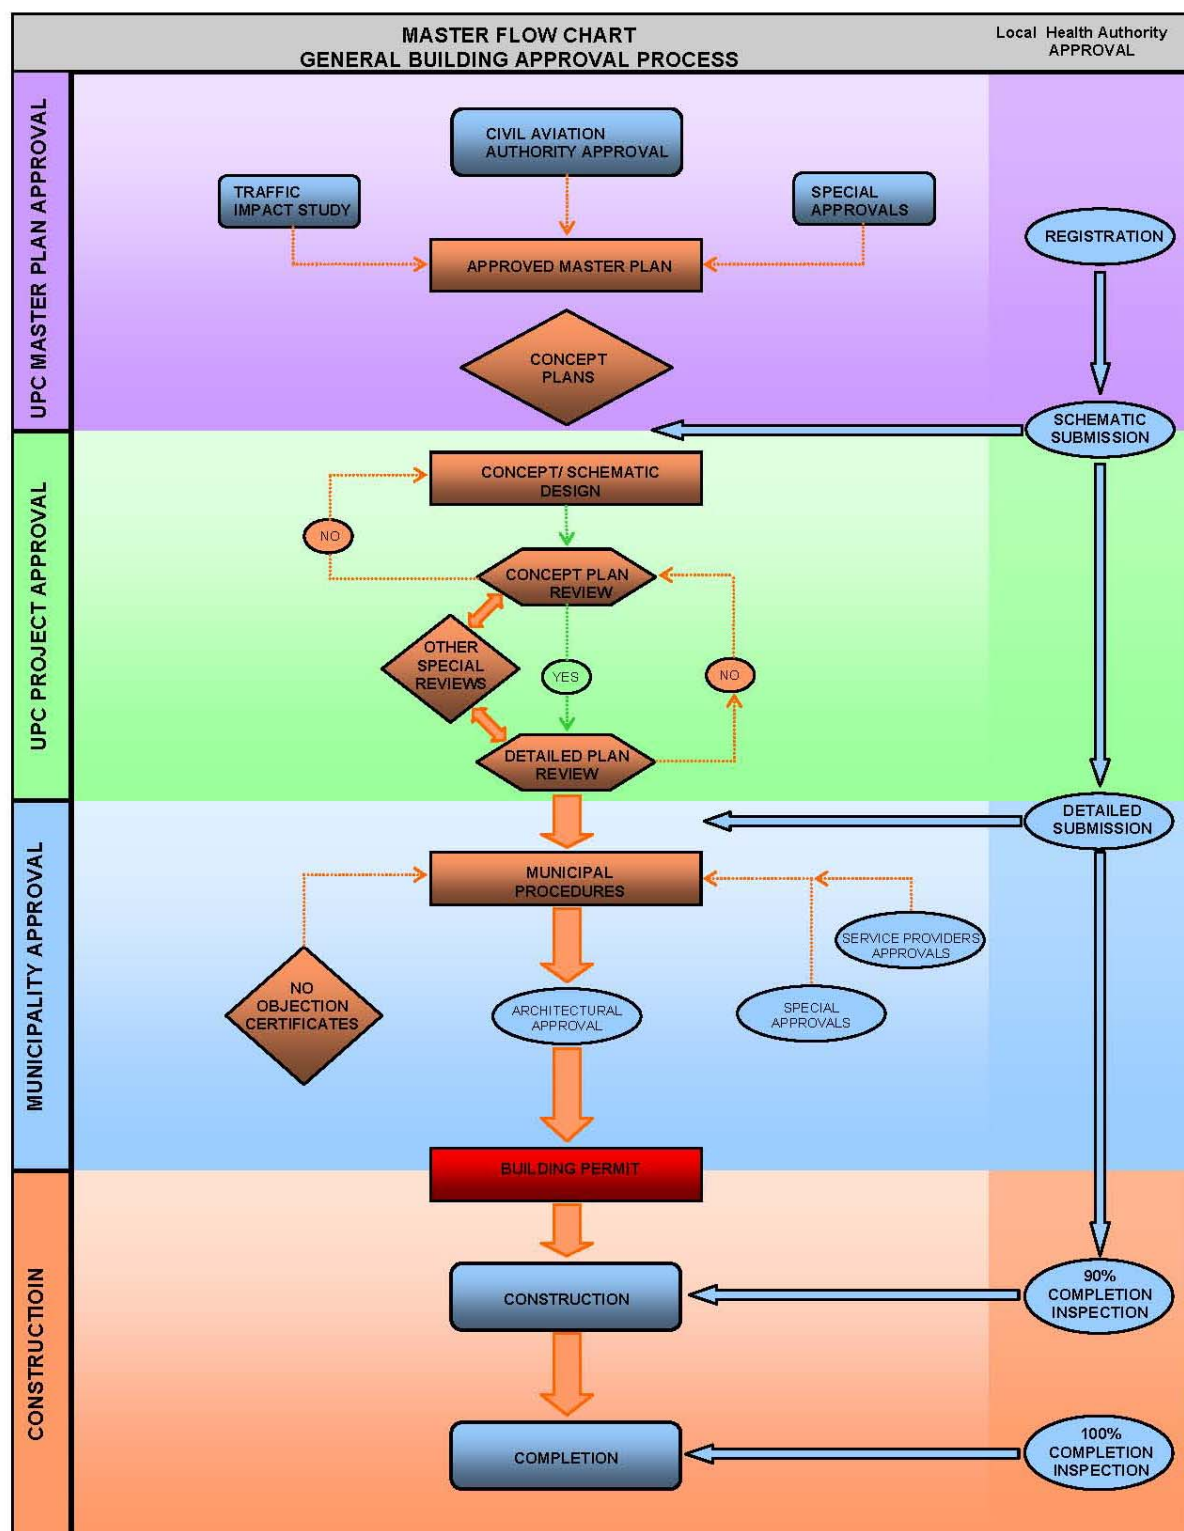 MASTER FLOW CHART
GENERAL BUILDING APPROVAL PROCESS
Local Health Authority
APPROVAL
UPC MASTER PLAN APPROVAL
CIVIL AVIATION
AUTHORITY APPROVAL
TRAFFIC
IMPACT STUDY
SPECIAL
APPROVALS
REGISTRATION
APPROVED MASTER PLAN
CONCEPT
PLANS
SCHEMATIC
SUBMISSION
UPC PROJECT APPROVAL
CONCEPT/ SCHEMATIC
DESIGN
NO
CONCEPT PLAN
REVIEW
OTHER
SPECIAL
REVIEWS
YES
NO
DETAILED PLAN
REVIEW
DETAILED
SUBMISSION
MUNICIPALITY APPROVAL
MUNICIPAL
PROCEDURES
SERVICE PROVIDERS
APPROVALS
NO
OBJECTION
CERTIFICATES
ARCHITECTURAL
APPROVAL
SPECIAL
APPROVALS
BUILDING PERMIT
CONSTRUCTIOIN
CONSTRUCTION
90%
COMPLETION
INSPECTION
COMPLETION
100%
COMPLETION
INSPECTION